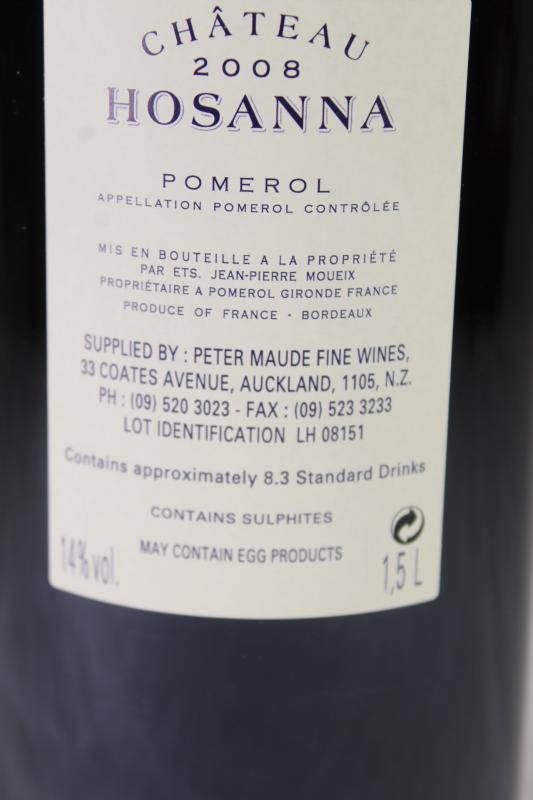 CHÂTEAU
2008
HOSANNA
POMEROL
APPELLATION POMEROL CONTRÔLÉE
MIS EN BOUTEILLE A LA PROPRIÉTÉ
PAR ETS. JEAN-PIERRE MOUEIX
PROPRIÉTAIRE A POMEROL GIRONDE FRANCE
PRODUCE OF FRANCE - BORDEAUX
SUPPLIED BY : PETER MAUDE FINE WINES,
33 COATES AVENUE, AUCKLAND, 1105, N.Z.
PH : (09) 520 3023 - FAX : (09) 523 3233
LOT IDENTIFICATION LH 08151
Contains approximately 8.3 Standard Drinks
CONTAINS SULPHITES
MAY CONTAIN EGG PRODUCTS
14% vol.
1,5 L